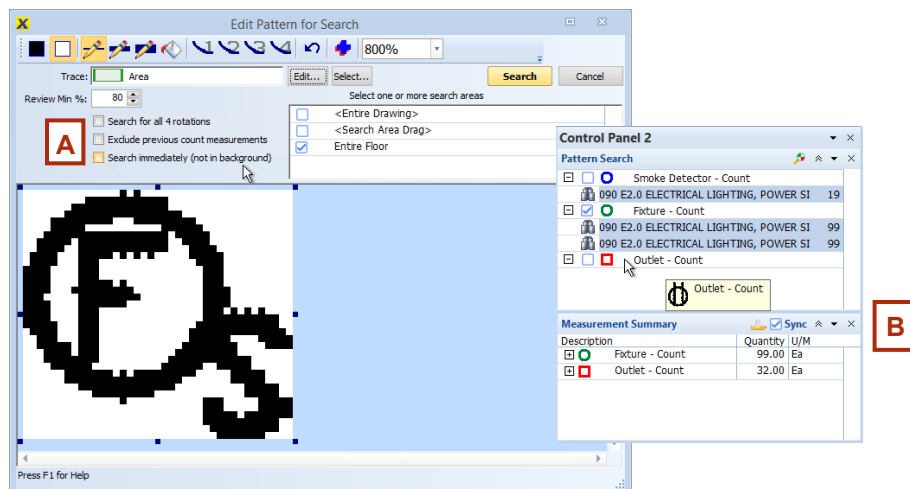 Edit Pattern for Search
1 2 3 4 800%
Trace: Area Edit... Select... Search Cancel
Review Min %: 80 Select one or more search areas
Search for all 4 rotations
Exclude previous count measurements
Search immediately (not in background)
<Entire Drawing>
<Search Area Drag>
Entire Floor
A
F
Press F1 for Help
Control Panel 2
Pattern Search
Smoke Detector - Count
090 E2.0 ELECTRICAL LIGHTING, POWER SI 19
Fixture - Count
090 E2.0 ELECTRICAL LIGHTING, POWER SI 99
090 E2.0 ELECTRICAL LIGHTING, POWER SI 99
Outlet - Count
Outlet - Count
Measurement Summary Sync
Description Quantity U/M
Fixture - Count 99.00 Ea
Outlet - Count 32.00 Ea
B